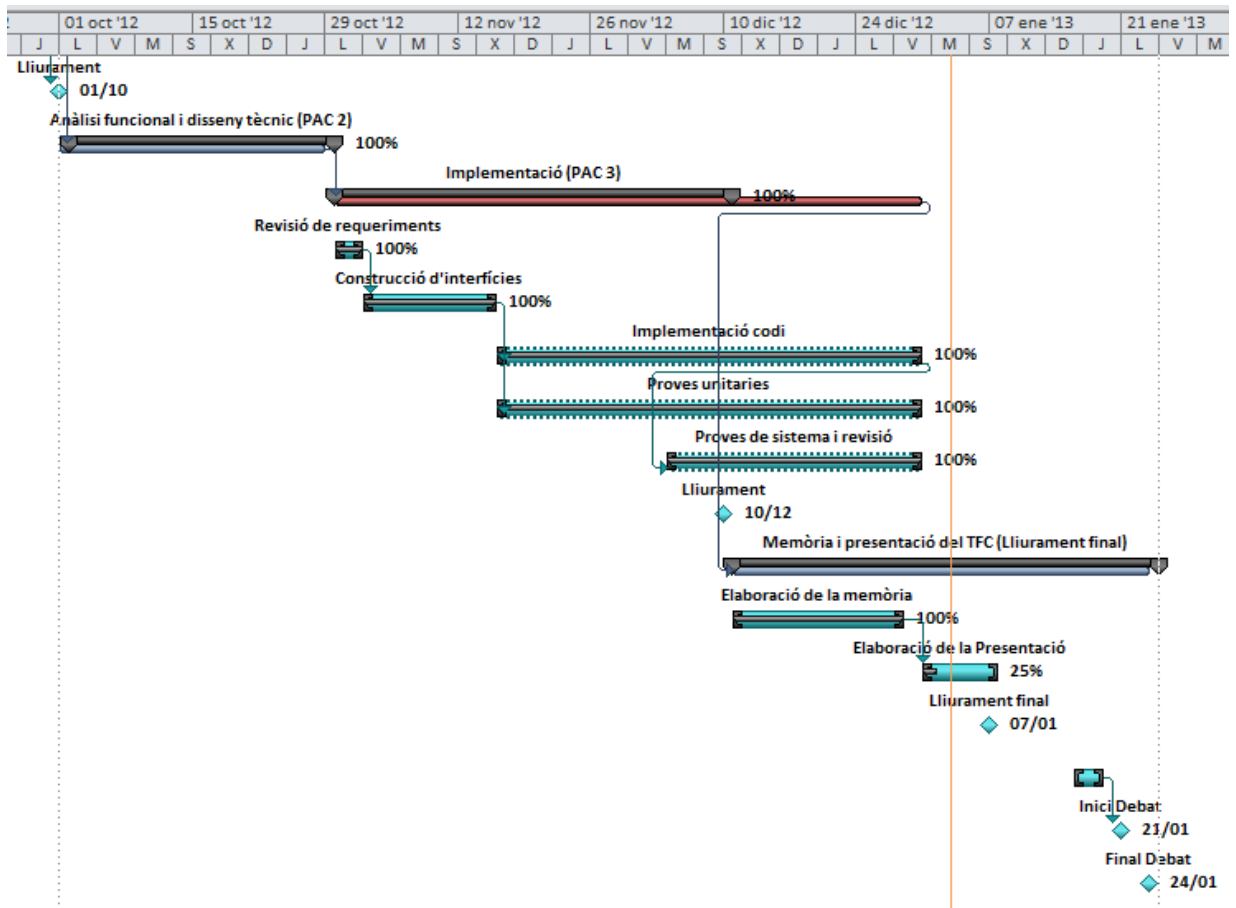 2 01 oct '12 15 oct '12 29 oct '12 12 nov '12 26 nov '12 10 dic '12 24 dic '12 07 ene '13 21 ene '13
J L V M S X D J L V M S X D J L V M S X D J L V M S X D J L V M
Lliurament
01/10
Anàlisi funcional i disseny tècnic (PAC 2)
100%
Implementació (PAC 3)
100%
Revisió de requeriments
100%
Construcció d'interfícies
100%
Implementació codi
100%
Proves unitaries
100%
Proves de sistema i revisió
100%
Lliurament
10/12
Memòria i presentació del TFC (Lliurament final)
Elaboració de la memòria
100%
Elaboració de la Presentació
25%
Lliurament final
07/01
Inici Debat
21/01
Final Debat
24/01